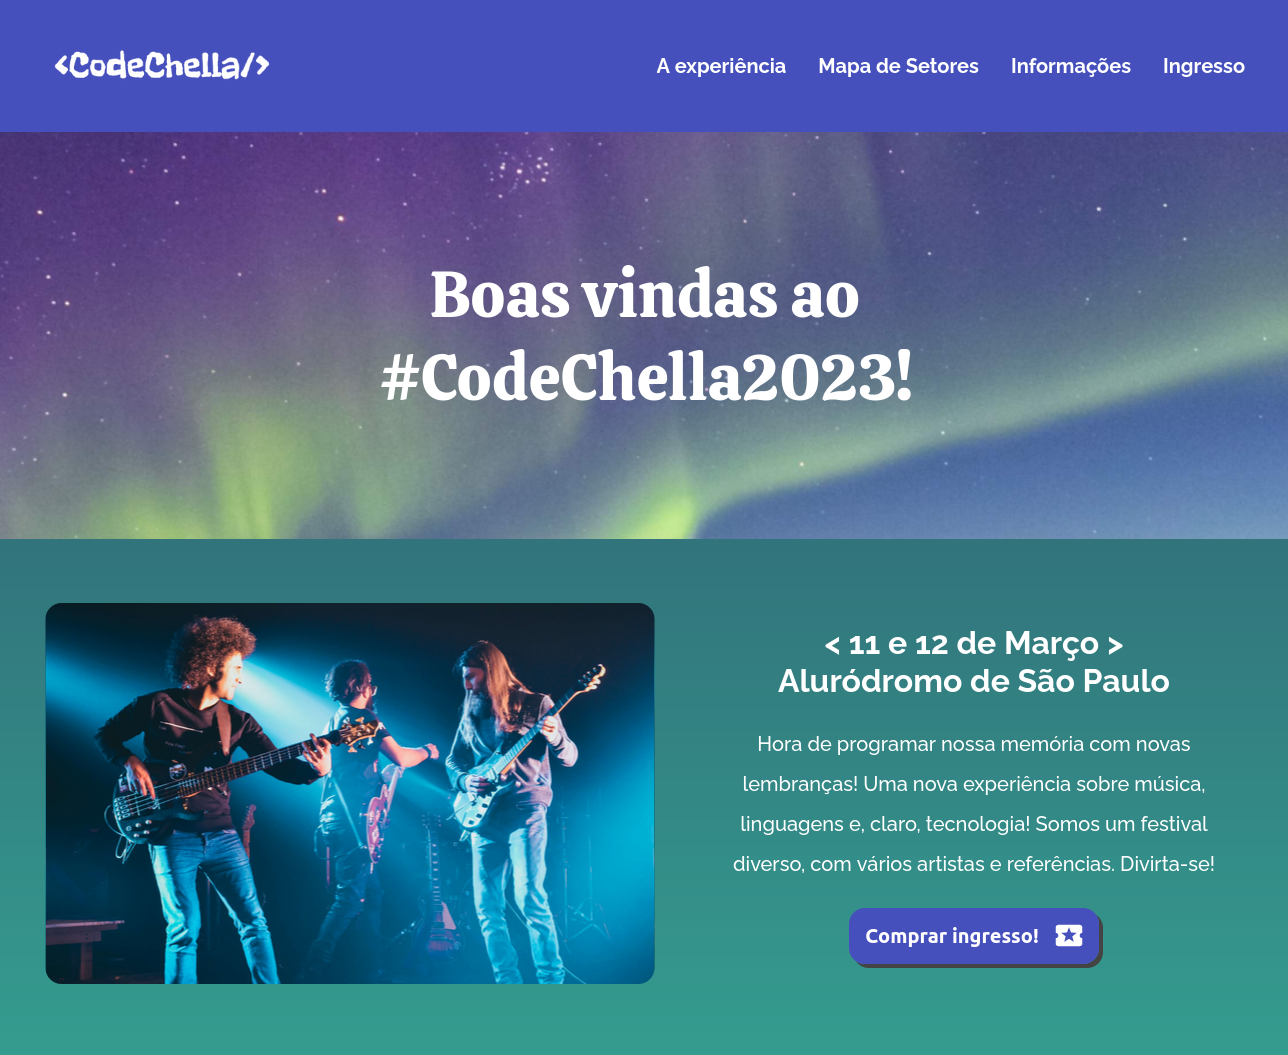 <CodeChella/>
A experiência
Mapa de Setores
Informações
Ingresso
Boas vindas ao
#CodeChella2023!
< 11 e 12 de Março >
Aluródromo de São Paulo
Hora de programar nossa memória com novas
lembranças! Uma nova experiência sobre música,
linguagens e, claro, tecnologia! Somos um festival
diverso, com vários artistas e referências. Divirta-se!
Comprar ingresso!